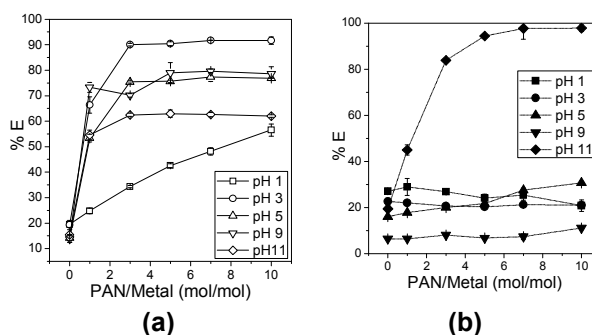 100
90
80
70
60
50
40
30
20
10
% E
0 2 4 6 8 10
PAN/Metal (mol/mol)
pH 1
pH 3
pH 5
pH 9
pH11
(a)
100
80
60
40
20
0
% E
0 2 4 6 8 10
PAN/Metal (mol/mol)
pH 1
pH 3
pH 5
pH 9
pH 11
(b)